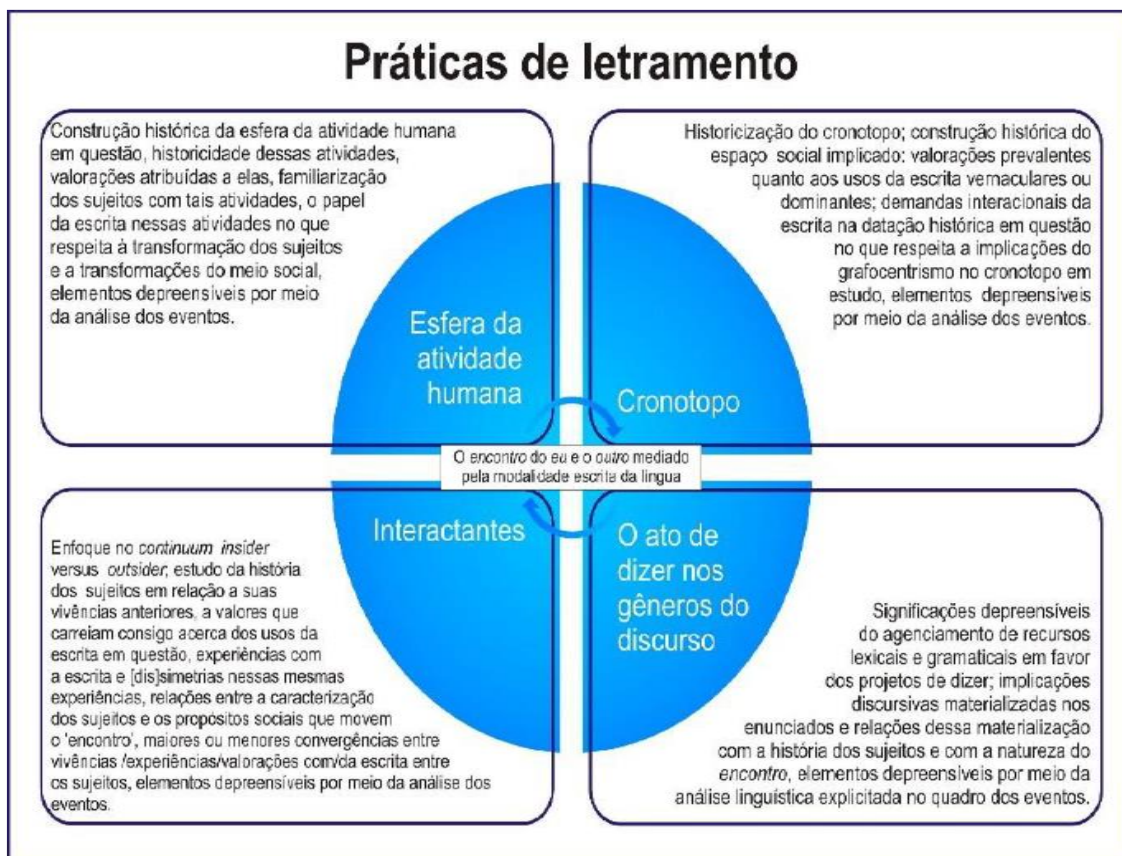 Práticas de letramento
Construção histórica da esfera da atividade humana
em questão, historicidade dessas atividades,
valorações atribuídas a elas, familiarização
dos sujeitos com tais atividades, o papel
da escrita nessas atividades no que
respeita à transformação dos sujeitos
e a transformações do meio social,
elementos depreensíveis por meio
da análise dos eventos.
Esfera da
atividade
humana
Historicização do cronotopo; construção histórica do
espaço social implicado: valorações prevalentes
quanto aos usos da escrita vernaculares ou
dominantes; demandas interacionais da
escrita na datação histórica em questão
no que respeita a implicações do
grafocentrismo no cronotopo em
estudo, elementos depreensíveis
por meio da análise dos eventos.
Cronotopo
O encontro do eu e o outro mediado
pela modalidade escrita da língua
Interactantes
Enfoque no continuum insider
versus outsider; estudo da história
dos sujeitos em relação a suas
vivências anteriores, a valores que
carreiam consigo acerca dos usos da
escrita em questão, experiências com
a escrita e [dis]simetrias nessas mesmas
experiências, relações entre a caracterização
dos sujeitos e os propósitos sociais que movem
o 'encontro', maiores ou menores convergências entre
vivências /experiências/valorações com/da escrita entre
os sujeitos, elementos depreensíveis por meio da análise dos
eventos.
O ato de
dizer nos
gêneros do
discurso
Significações depreensíveis
do agenciamento de recursos
lexicais e gramaticais em favor
dos projetos de dizer; implicações
discursivas materializadas nos
enunciados e relações dessa materialização
com a história dos sujeitos e com a natureza do
encontro, elementos depreensíveis por meio da
análise linguística explicitada no quadro dos eventos.